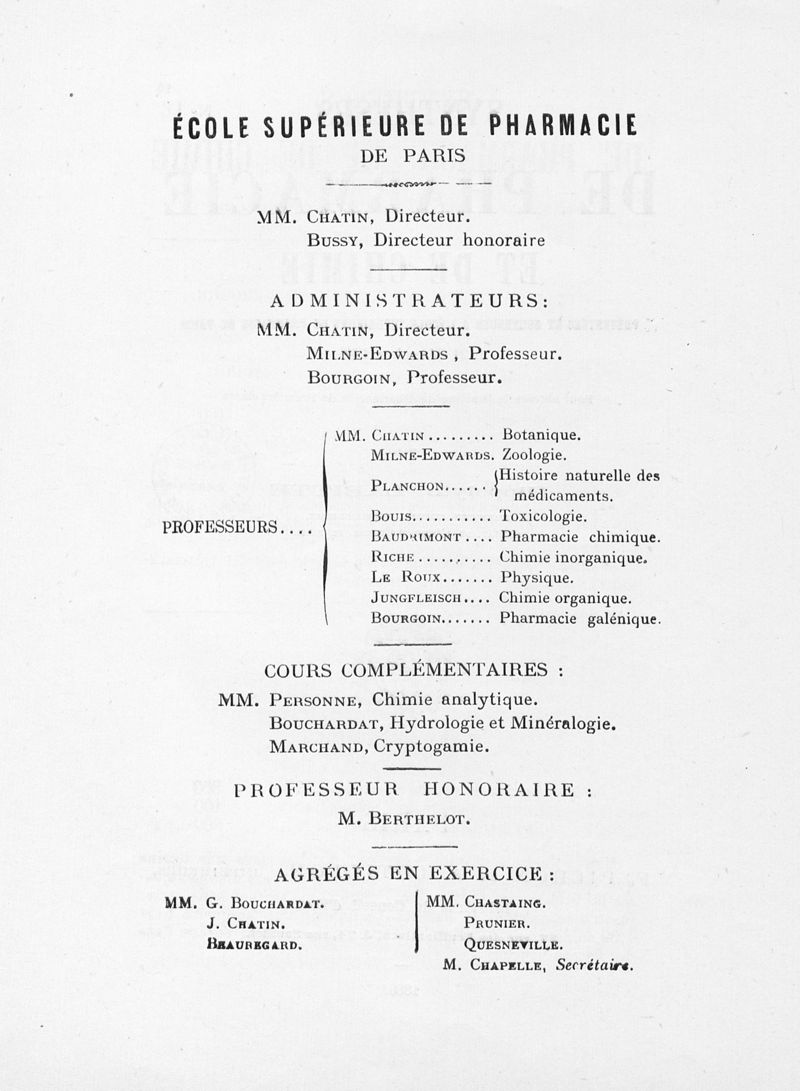 ÉCOLE SUPÉRIEURE DE PHARMACIE
DE PARIS
MM. CHATIN, Directeur.
BUSSY, Directeur honoraire
ADMINISTRATEURS:
MM. CHATIN, Directeur.
MILNE-EDWARDS, Professeur.
BOURGOIN, Professeur.
PROFESSEURS....
MM. CHATIN......... Botanique.
MILNE-EDWARDS. Zoologie.
PLANCHON...... Histoire naturelle des
médicaments.
BOUIS........... Toxicologie.
BAUDRIMONT.... Pharmacie chimique.
RICHE.......... Chimie inorganique.
LE ROUX....... Physique.
JUNGFLEISCH.... Chimie organique.
BOURGOIN....... Pharmacie galénique.
COURS COMPLÉMENTAIRES :
MM. PERSONNE, Chimie analytique.
BOUCHARDAT, Hydrologie et Minéralogie.
MARCHAND, Cryptogamie.
PROFESSEUR HONORAIRE :
M. BERTHELOT.
AGRÉGÉS EN EXERCICE :
MM. G. BOUCHARDAT.
J. CHATIN.
BEAUREGARD.
MM. CHASTAING.
PRUNIER.
QUESNEVILLE.
M. CHAPELLE, Secrétaire.